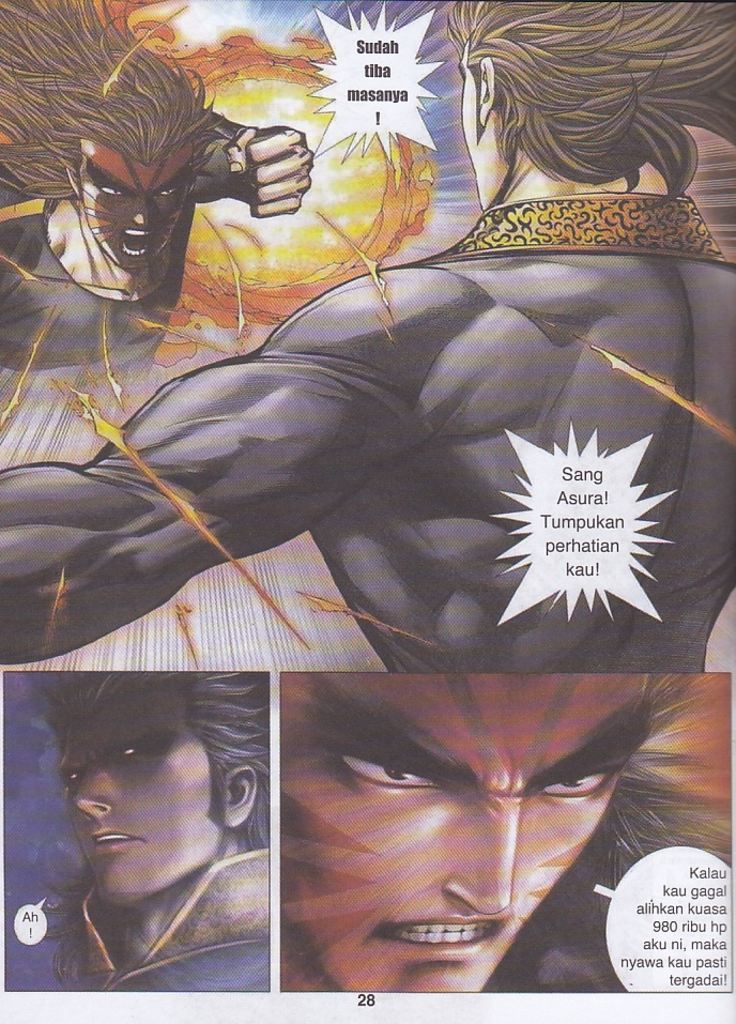 Sudah
tiba
masanya
!
Sang
Asura!
Tumpukan
perhatian
kau!
Ah
!
Kalau
kau gagal
alihkan kuasa
980 ribu hp
aku ni, maka
nyawa kau pasti
tergadai!
28